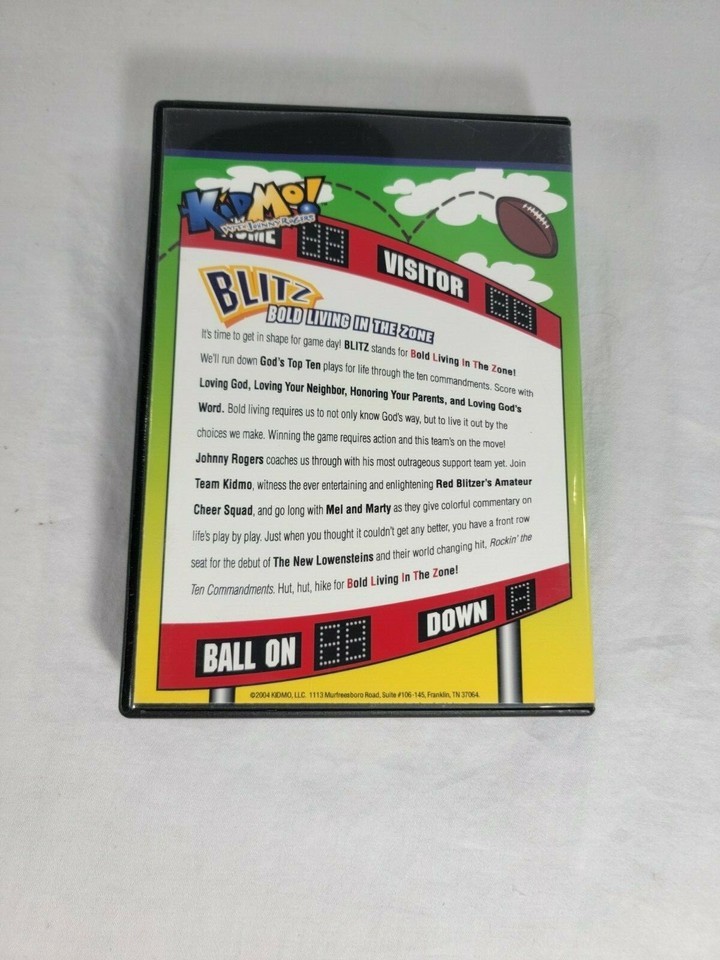 KidMo!
with Johnny Rogers
HOME
VISITOR
BLITZ
BOLD LIVING IN THE ZONE
It's time to get in shape for game day! BLITZ stands for Bold Living In The Zone!
We'll run down God's Top Ten plays for life through the ten commandments. Score with
Loving God, Loving Your Neighbor, Honoring Your Parents, and Loving God's
Word. Bold living requires us to not only know God's way, but to live it out by the
choices we make. Winning the game requires action and this team's on the move!
Johnny Rogers coaches us through with his most outrageous support team yet. Join
Team Kidmo, witness the ever entertaining and enlightening Red Blitzer's Amateur
Cheer Squad, and go long with Mel and Marty as they give colorful commentary on
life's play by play. Just when you thought it couldn't get any better, you have a front row
seat for the debut of The New Lowensteins and their world changing hit, Rockin' the
Ten Commandments. Hut, hut, hike for Bold Living In The Zone!
BALL ON
DOWN
©2004 KIDMO, LLC. 1113 Murfreesboro Road, Suite #106-145, Franklin, TN 37064.